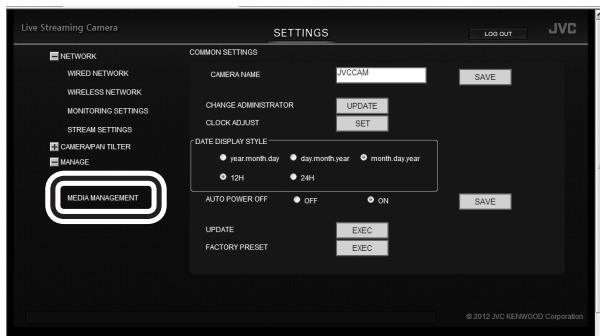 Live Streaming Camera
SETTINGS
LOG OUT
JVC
NETWORK
WIRED NETWORK
WIRELESS NETWORK
MONITORING SETTINGS
STREAM SETTINGS
CAMERA/PAN TILTER
MANAGE
MEDIA MANAGEMENT
COMMON SETTINGS
CAMERA NAME JVCCAM SAVE
CHANGE ADMINISTRATOR UPDATE
CLOCK ADJUST SET
DATE DISPLAY STYLE
year.month.day day.month.year month.day.year
12H 24H
AUTO POWER OFF OFF ON SAVE
UPDATE EXEC
FACTORY PRESET EXEC
© 2012 JVC KENWOOD Corporation